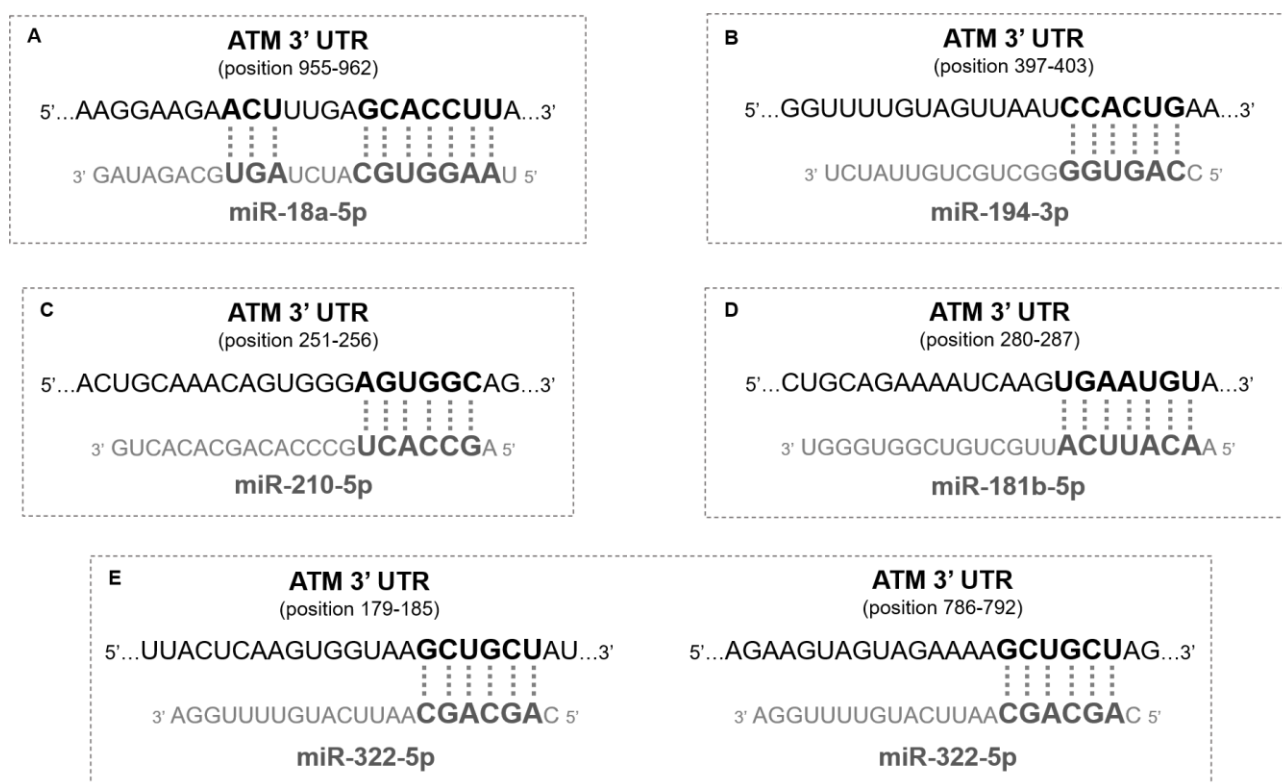 A
ATM 3’ UTR
(position 955-962)
5’...AAGGAAGAACUUUUGAGCACCUUA...3’
3’ GAUAGACGUGAUCUACGUGGAAU 5’
miR-18a-5p
B
ATM 3’ UTR
(position 397-403)
5’...GGUUUUGUAGUUAAUCCACUGAA...3’
3’ UCUAUUGUCGUCGGGGUGACC 5’
miR-194-3p
C
ATM 3’ UTR
(position 251-256)
5’...ACUGCAAACAGUGGGAGUGGCAG...3’
3’ GUCACACGACACCCGUCACCGA 5’
miR-210-5p
D
ATM 3’ UTR
(position 280-287)
5’...CUGCAGAAAAUCAAGUGAAUGUA...3’
3’ UGGGUGGCUGUCGUUACUUACAA 5’
miR-181b-5p
E
ATM 3’ UTR
(position 179-185)
5’...UUACUCAAGUGGUAAGCUGCUAU...3’
3’ AGGUUUUGUACUUAACGACGAC 5’
miR-322-5p
ATM 3’ UTR
(position 786-792)
5’...AGAAGUAGUAGAAAAGCUGCUAG...3’
3’ AGGUUUUGUACUUAACGACGAC 5’
miR-322-5p